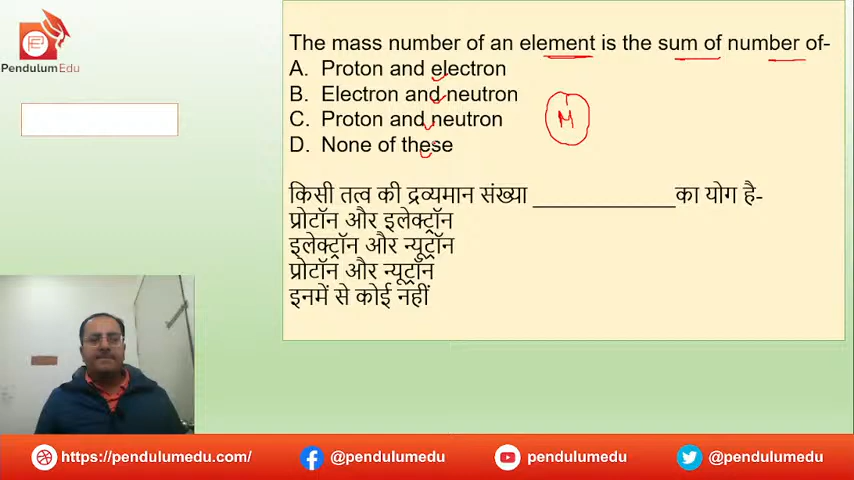 PendulumEdu
The mass number of an element is the sum of number of-
A. Proton and electron
B. Electron and neutron
C. Proton and neutron
D. None of these
M
किसी तत्व की द्रव्यमान संख्या _____________का योग है-
प्रोटॉन और इलेक्ट्रॉन
इलेक्ट्रॉन और न्यूट्रॉन
प्रोटॉन और न्यूट्रॉन
इनमें से कोई नहीं
https://pendulumedu.com/ @pendulumedu pendulumedu @pendulumedu